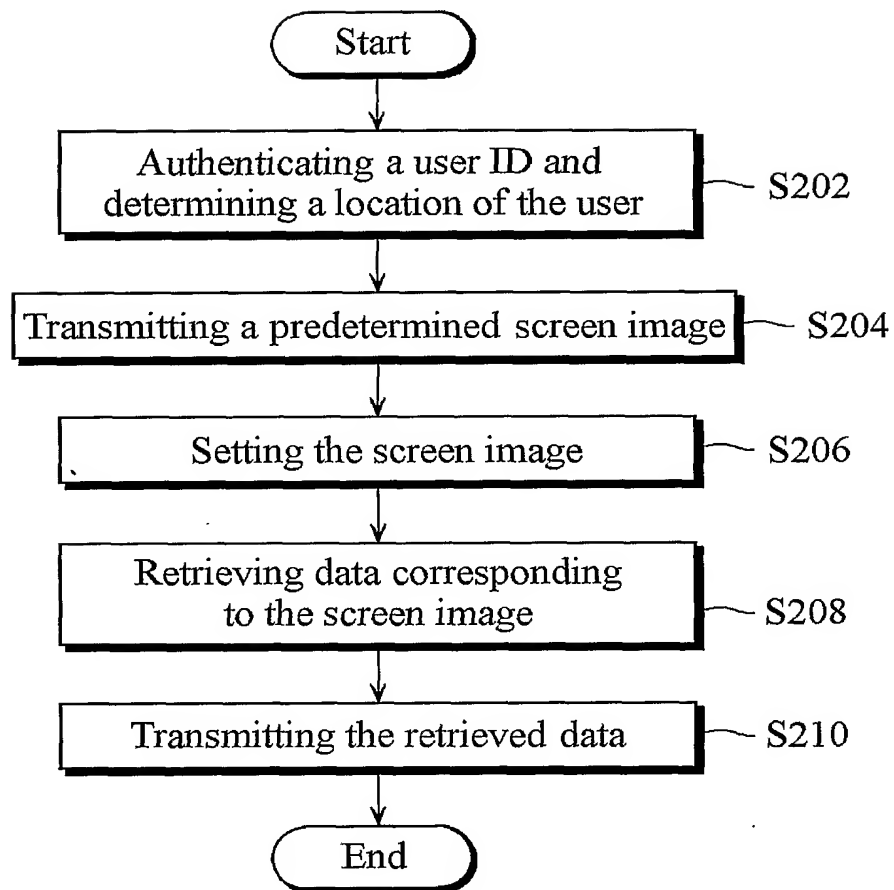 Start
Authenticating a user ID and
determining a location of the user
S202
Transmitting a predetermined screen image
S204
Setting the screen image
S206
Retrieving data corresponding
to the screen image
S208
Transmitting the retrieved data
S210
End